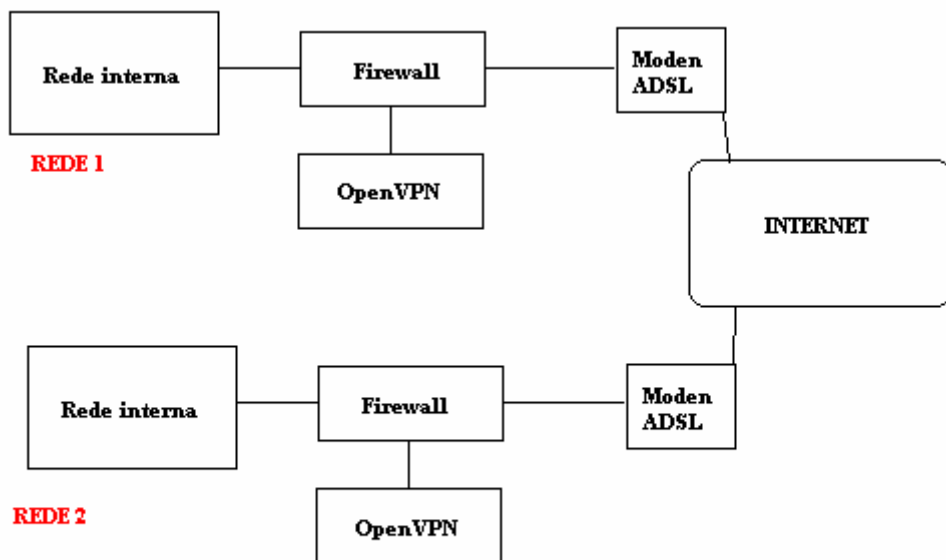 Rede interna
Firewall
Moden
ADSL
REDE 1
OpenVPN
INTERNET
Rede interna
Firewall
Moden
ADSL
REDE 2
OpenVPN